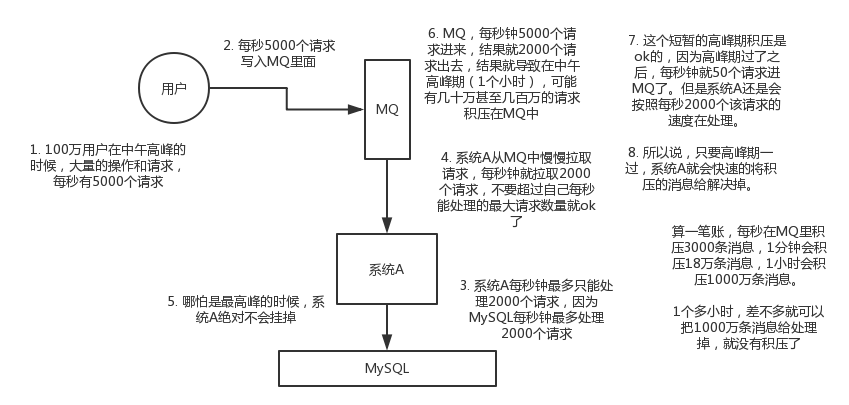 用户
1. 100万用户在中午高峰的
时候，大量的操作和请求，
每秒有5000个请求
2. 每秒5000个请求
写入MQ里面
MQ
6. MQ，每秒钟5000个请
求进来，结果就2000个请
求出去，结果就导致在中午
高峰期（1个小时），可能
有几十万甚至几百万的请求
积压在MQ中
7. 这个短暂的高峰期积压是
ok的，因为高峰期过了之
后，每秒钟就50个请求进
MQ了。但是系统A还是会
按照每秒2000个该请求的
速度在处理。
4. 系统A从MQ中慢慢拉取
请求，每秒钟就拉取2000
个请求，不要超过自己每秒
能处理的最大请求数量就ok
了
8. 所以说，只要高峰期一
过，系统A就会快速的将积
压的消息给解决掉。
系统A
5. 哪怕是最高峰的时候，系
统A绝对不会挂掉
3. 系统A每秒钟最多只能处
理2000个请求，因为
MySQL每秒钟最多处理
2000个请求
算一笔账，每秒在MQ里积
压3000条消息，1分钟会积
压18万条消息，1小时会积
压1000万条消息。
1个多小时，差不多就可以
把1000万条消息给处理
掉，就没有积压了
MySQL